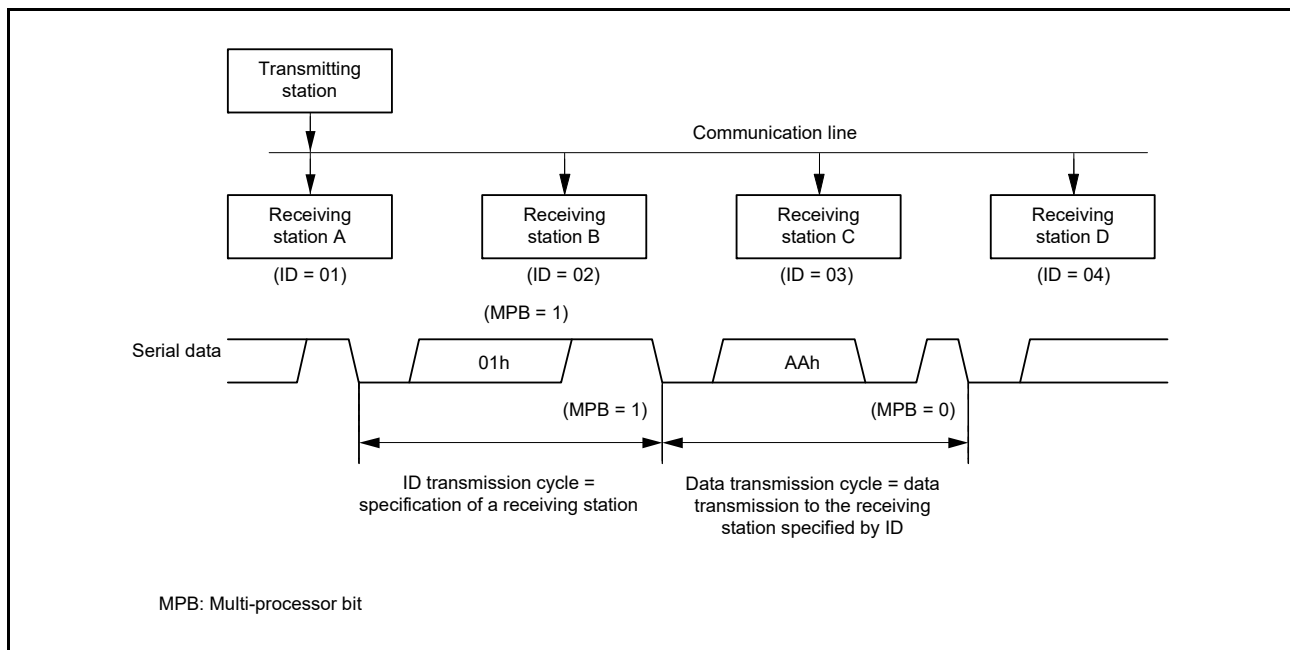 Transmitting
station
Communication line
Receiving
station A
Receiving
station B
Receiving
station C
Receiving
station D
(ID = 01)
(ID = 02)
(ID = 03)
(ID = 04)
(MPB = 1)
Serial data
01h
AAh
(MPB = 1)
(MPB = 0)
ID transmission cycle =
specification of a receiving station
Data transmission cycle = data
transmission to the receiving
station specified by ID
MPB: Multi-processor bit